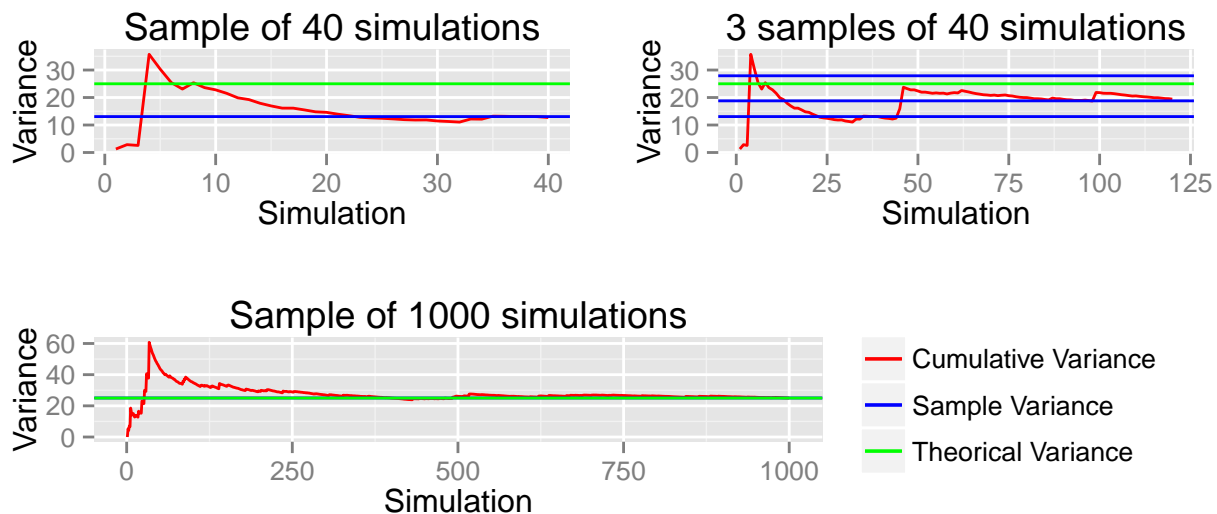 Sample of 40 simulations
Variance
30
20
10
0
0 10 20 30 40
Simulation
3 samples of 40 simulations
Variance
30
20
10
0
0 25 50 75 100 125
Simulation
Sample of 1000 simulations
Variance
60
40
20
0
0 250 500 750 1000
Simulation
Cumulative Variance
Sample Variance
Theorical Variance